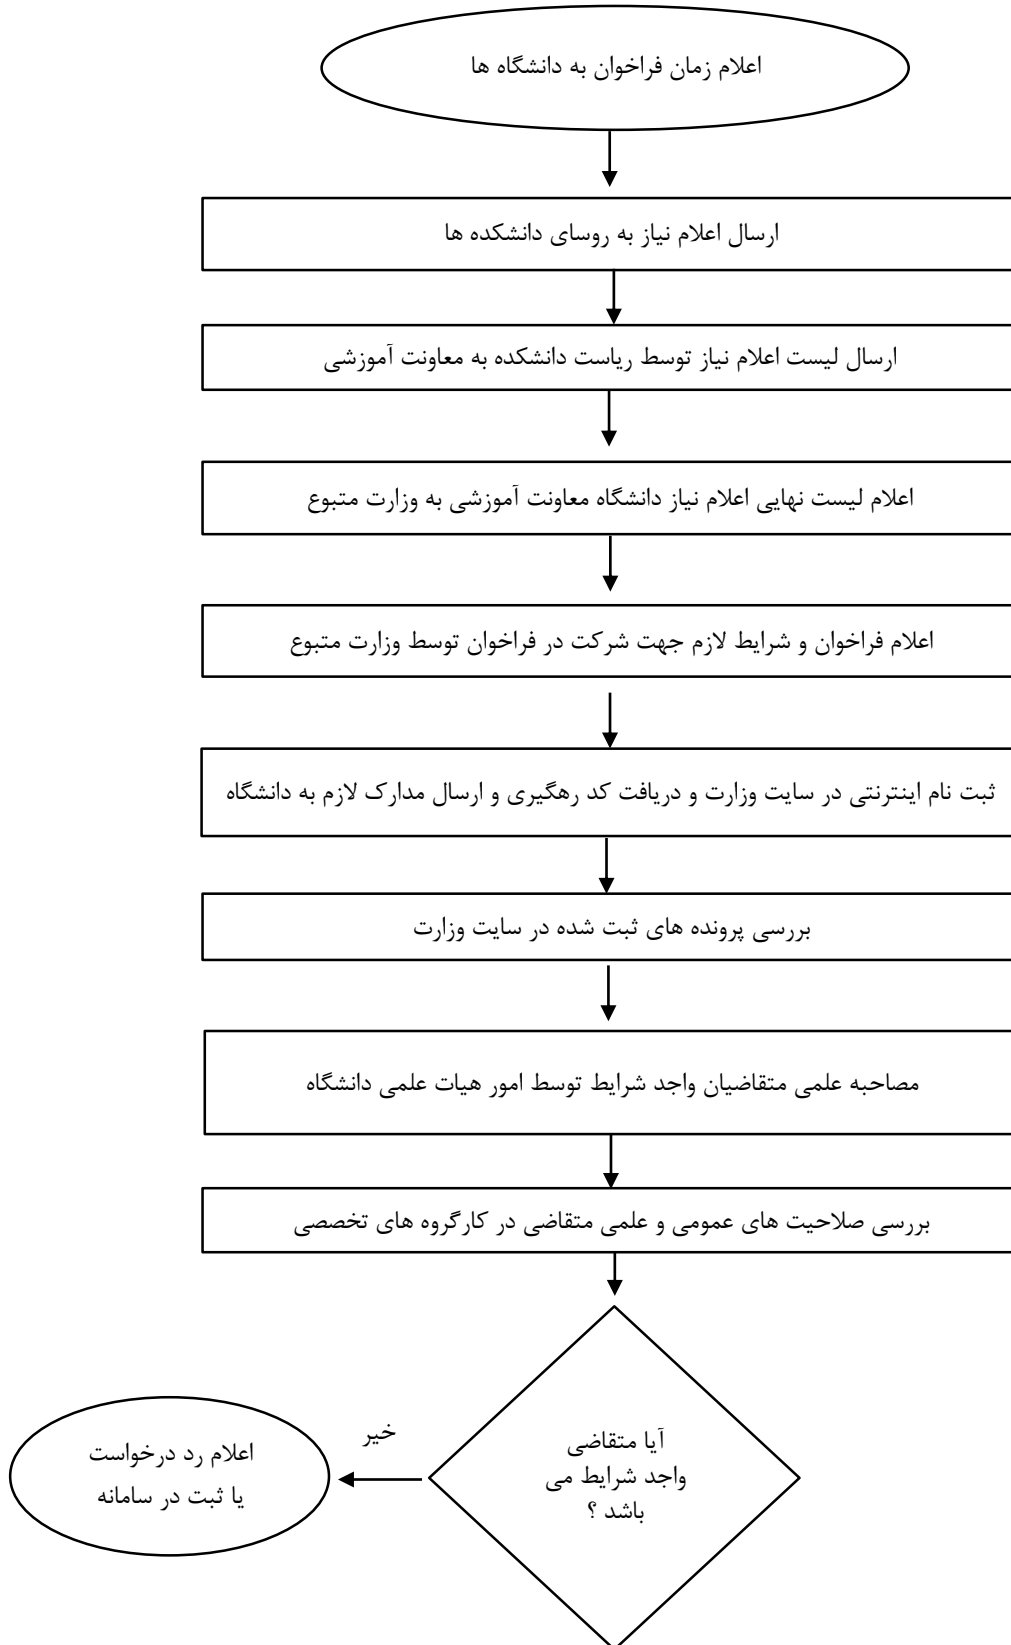 اعلام زمان فراخوان به دانشگاه ها
ارسال اعلام نیاز به روسای دانشکده ها
ارسال لیست اعلام نیاز توسط ریاست دانشکده به معاونت آموزشی
اعلام لیست نهایی اعلام نیاز دانشگاه معاونت آموزشی به وزارت متبوع
اعلام فراخوان و شرایط لازم جهت شرکت در فراخوان توسط وزارت متبوع
ثبت نام اینترنتی در سایت وزارت و دریافت کد رهگیری و ارسال مدارک لازم به دانشگاه
بررسی پرونده های ثبت شده در سایت وزارت
مصاحبه علمی متقاضیان واجد شرایط توسط امور هیات علمی دانشگاه
بررسی صلاحیت های عمومی و علمی متقاضی در کارگروه های تخصصی
آیا متقاضی
واجد شرایط می
باشد ؟
خیر
اعلام رد درخواست
یا ثبت در سامانه